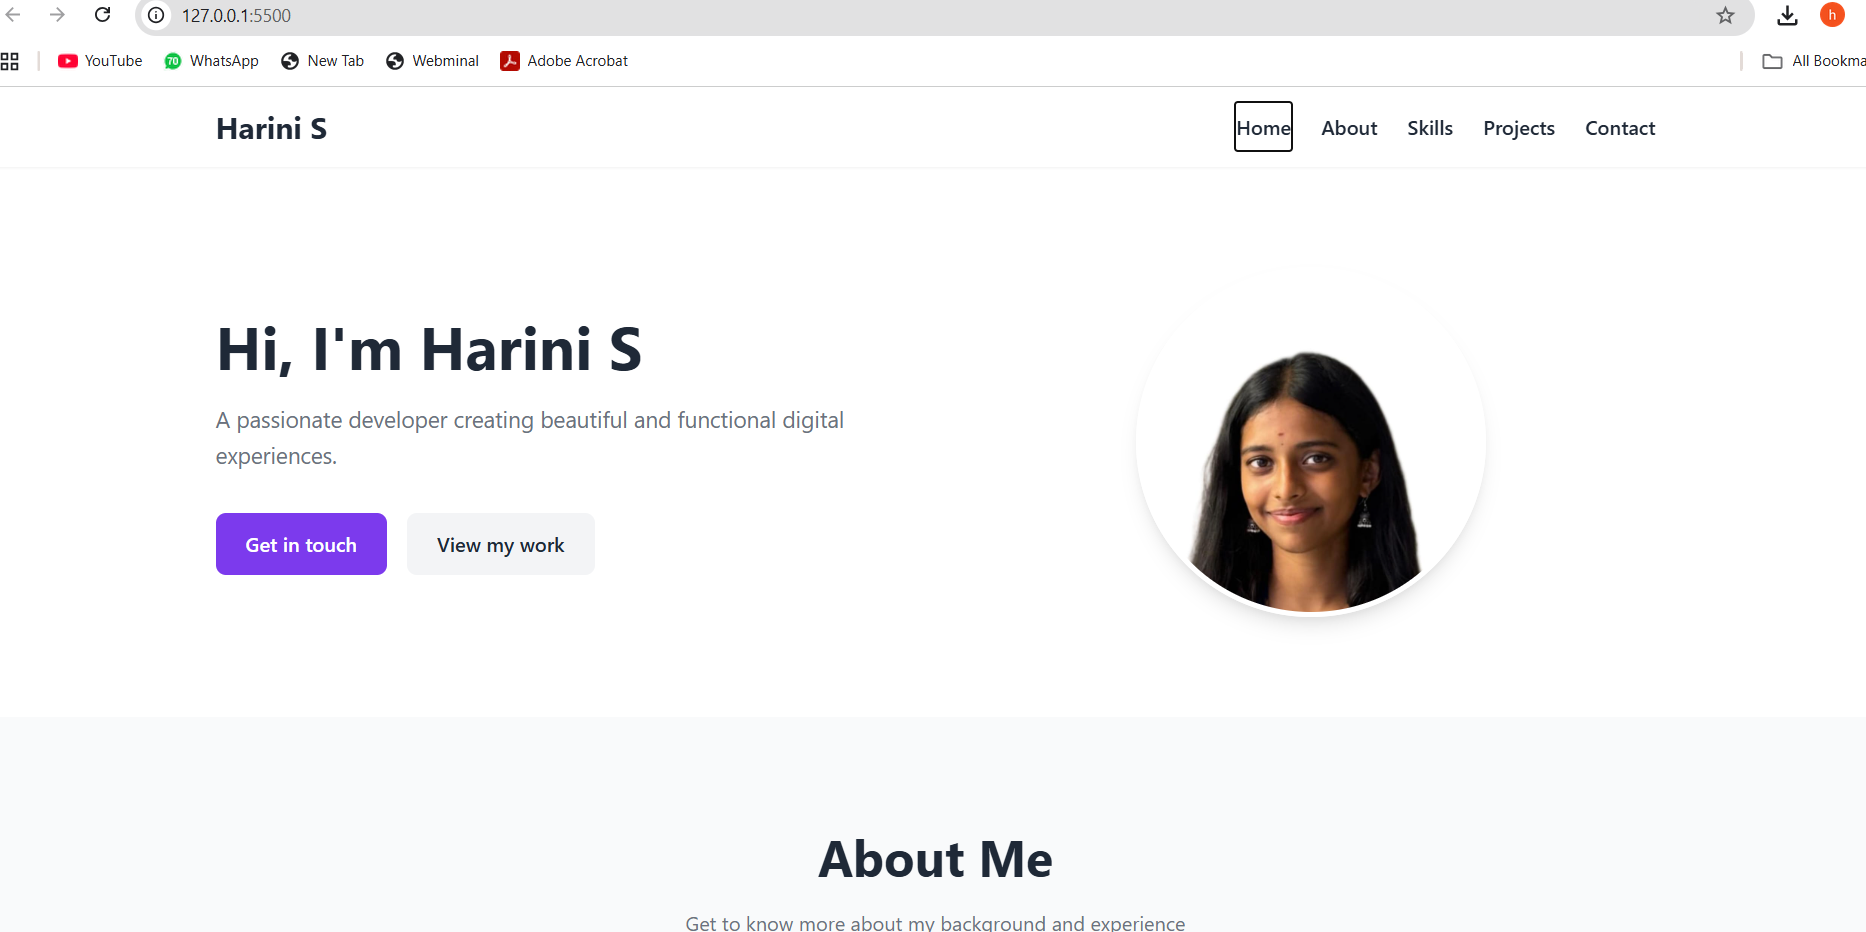 127.0.0.1:5500
h
YouTube
70
WhatsApp
New Tab
Webminal
Adobe Acrobat
All Bookma
Harini S
Home
About
Skills
Projects
Contact
Hi, I'm Harini S
A passionate developer creating beautiful and functional digital
experiences.
Get in touch
View my work
About Me
Get to know more about my background and experience